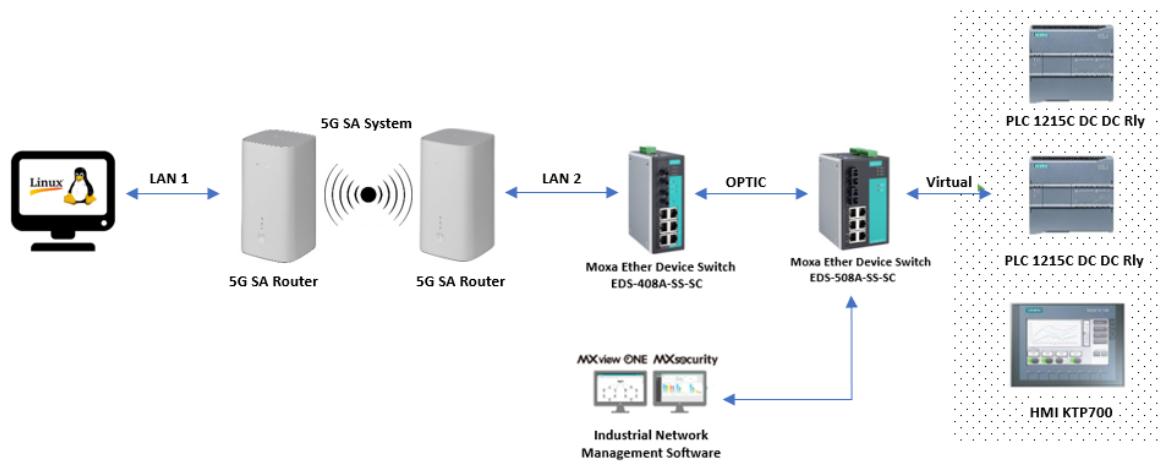 PLC 1215C DC DC Rly
5G SA System
Linux
LAN 1
LAN 2
OPTIC
Virtual
5G SA Router
5G SA Router
Moxa Ether Device Switch
EDS-408A-SS-SC
Moxa Ether Device Switch
EDS-508A-SS-SC
PLC 1215C DC DC Rly
MXview ONE MXsecurity
SIEMENS
HMI KTP700
Industrial Network
Management Software